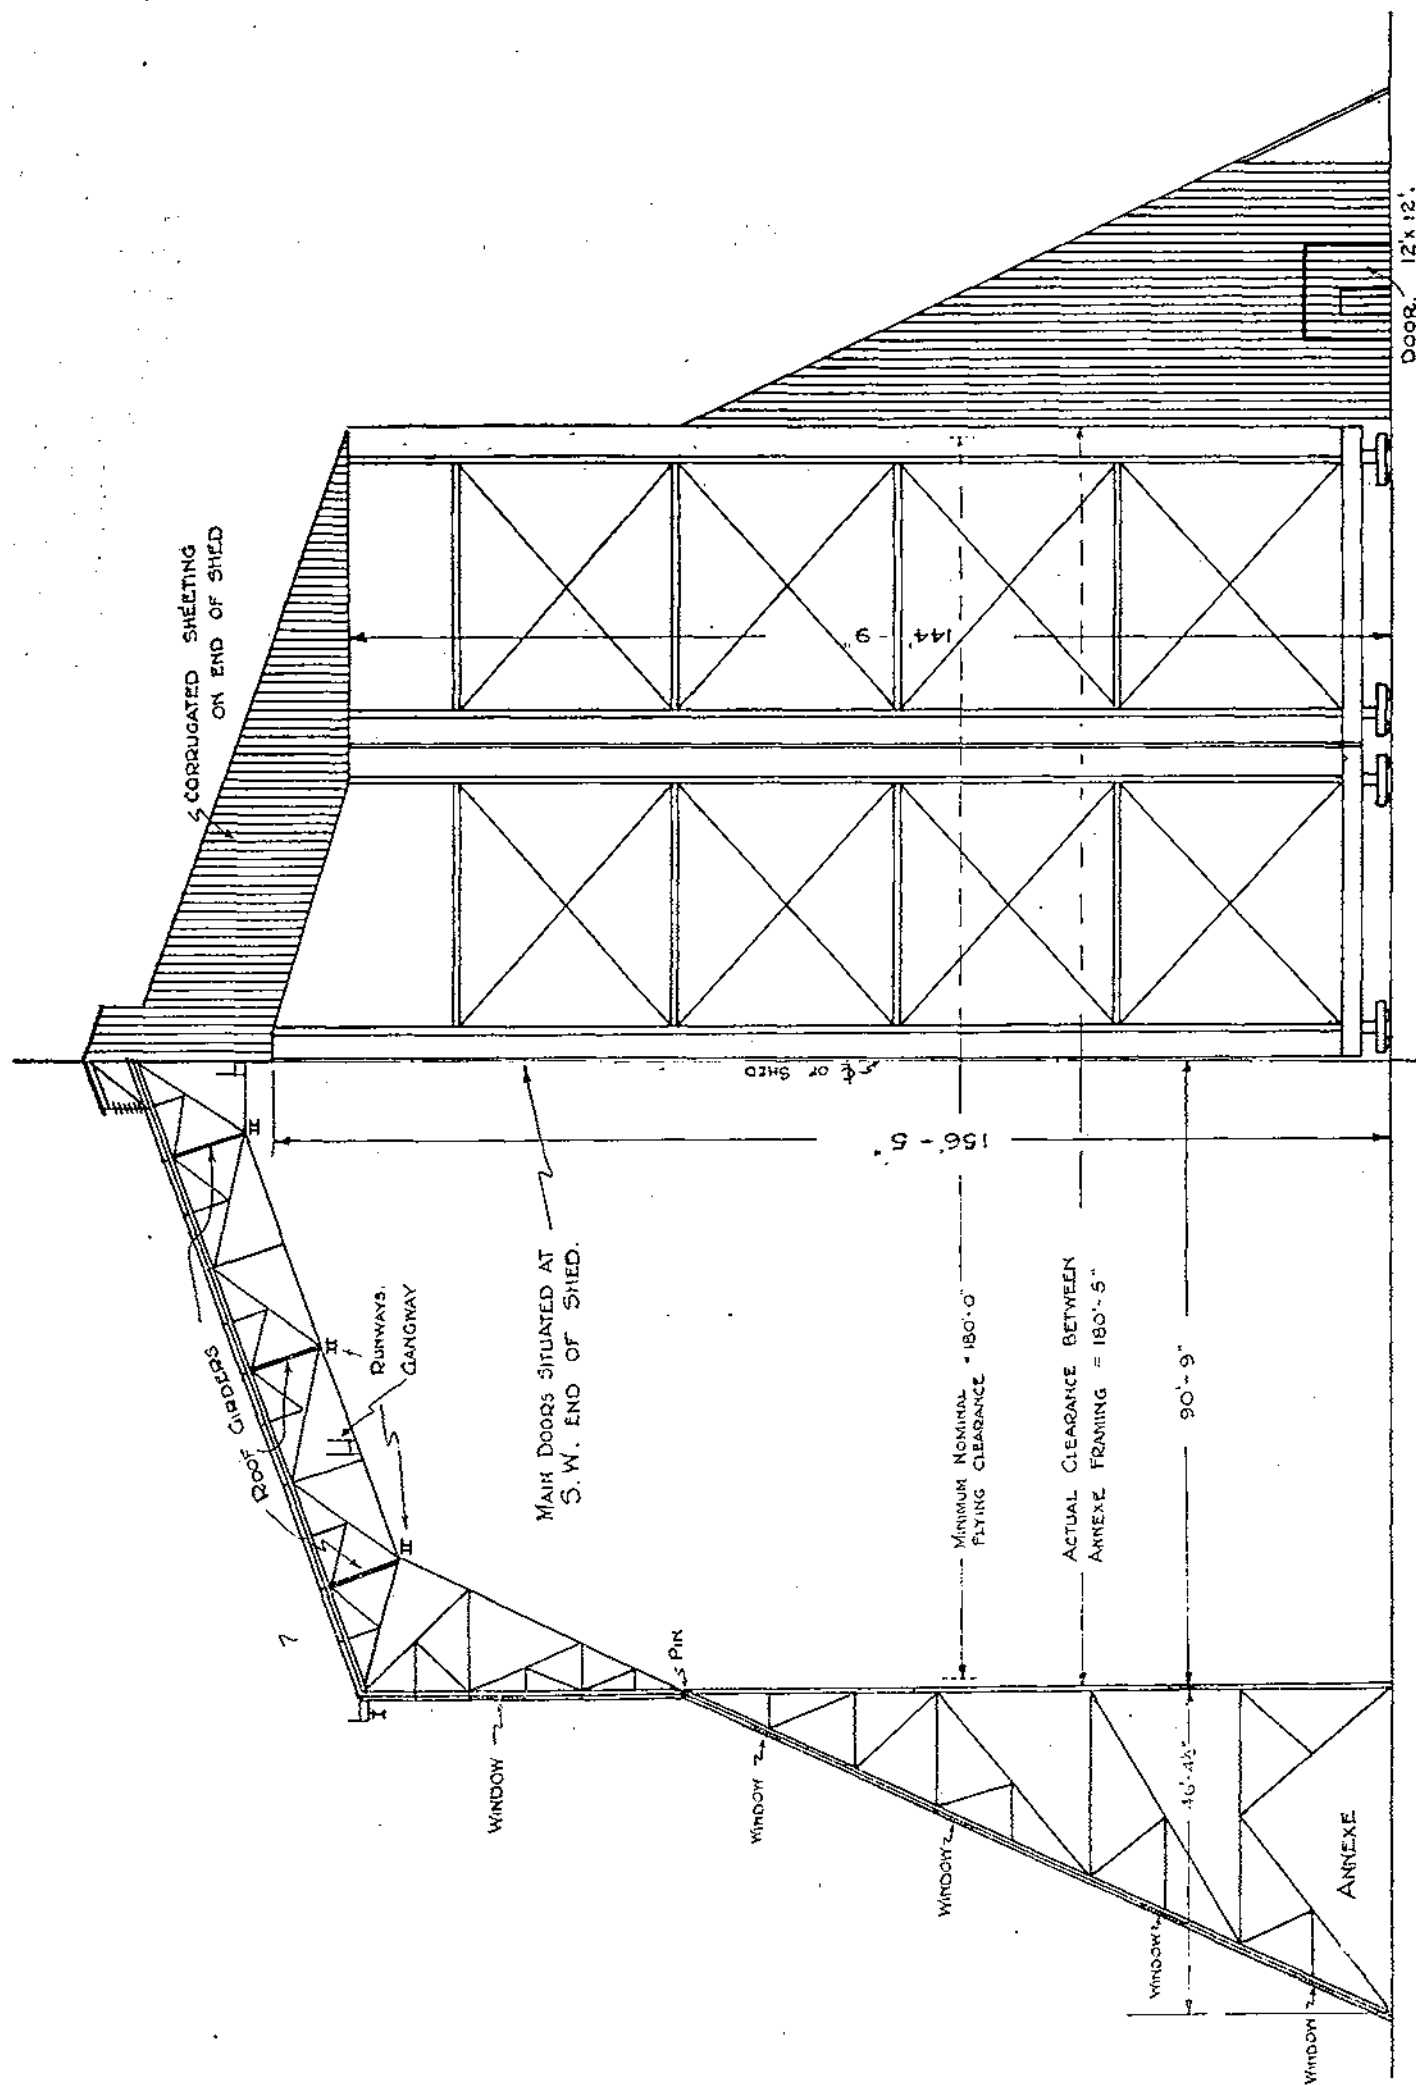 CORRUGATED SHEETING
ON END OF SHED
ROOF GIRDERS
RUNWAYS.
GANGWAY
MAIN DOORS SITUATED AT
S.W. END OF SHED.
WINDOW
PIN
144' - 9"
156' - 5"
℄ OF SHED
MINIMUM NOMINAL
FLYING CLEARANCE = 180'-0"
ACTUAL CLEARANCE BETWEEN
ANNEXE FRAMING = 180'-5"
90'-9"
46'-4½"
WINDOW
WINDOW
WINDOW
WINDOW
ANNEXE
DOOR. 12'x12'.